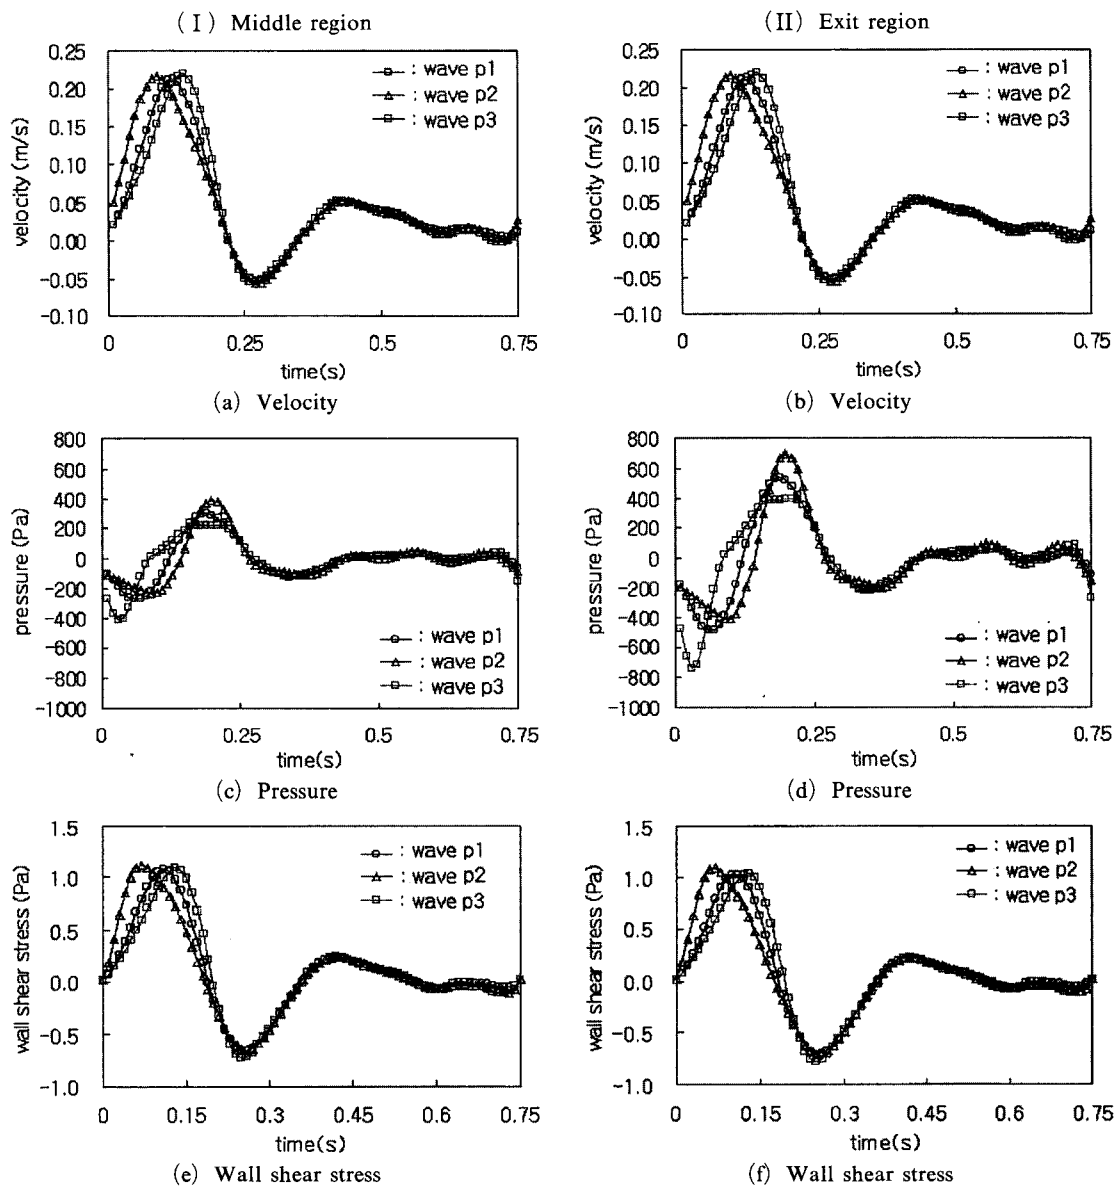 (I) Middle region
(II) Exit region
0.25
0.20
0.15
0.10
0.05
0.00
-0.05
-0.10
velocity (m/s)
: wave p1
: wave p2
: wave p3
0 0.25 0.5 0.75
time(s)
(a) Velocity
0.25
0.20
0.15
0.10
0.05
0.00
-0.05
-0.10
velocity (m/s)
: wave p1
: wave p2
: wave p3
0 0.25 0.5 0.75
time(s)
(b) Velocity
800
600
400
200
0
-200
-400
-600
-800
-1000
pressure (Pa)
: wave p1
: wave p2
: wave p3
0 0.25 0.5 0.75
time(s)
(c) Pressure
800
600
400
200
0
-200
-400
-600
-800
-1000
pressure (Pa)
: wave p1
: wave p2
: wave p3
0 0.25 0.5 0.75
time(s)
(d) Pressure
1.5
1.0
0.5
0.0
-0.5
-1.0
wall shear stress (Pa)
: wave p1
: wave p2
: wave p3
0 0.15 0.3 0.45 0.6 0.75
time(s)
(e) Wall shear stress
1.5
1.0
0.5
0.0
-0.5
-1.0
wall shear stress (Pa)
: wave p1
: wave p2
: wave p3
0 0.15 0.3 0.45 0.6 0.75
time(s)
(f) Wall shear stress